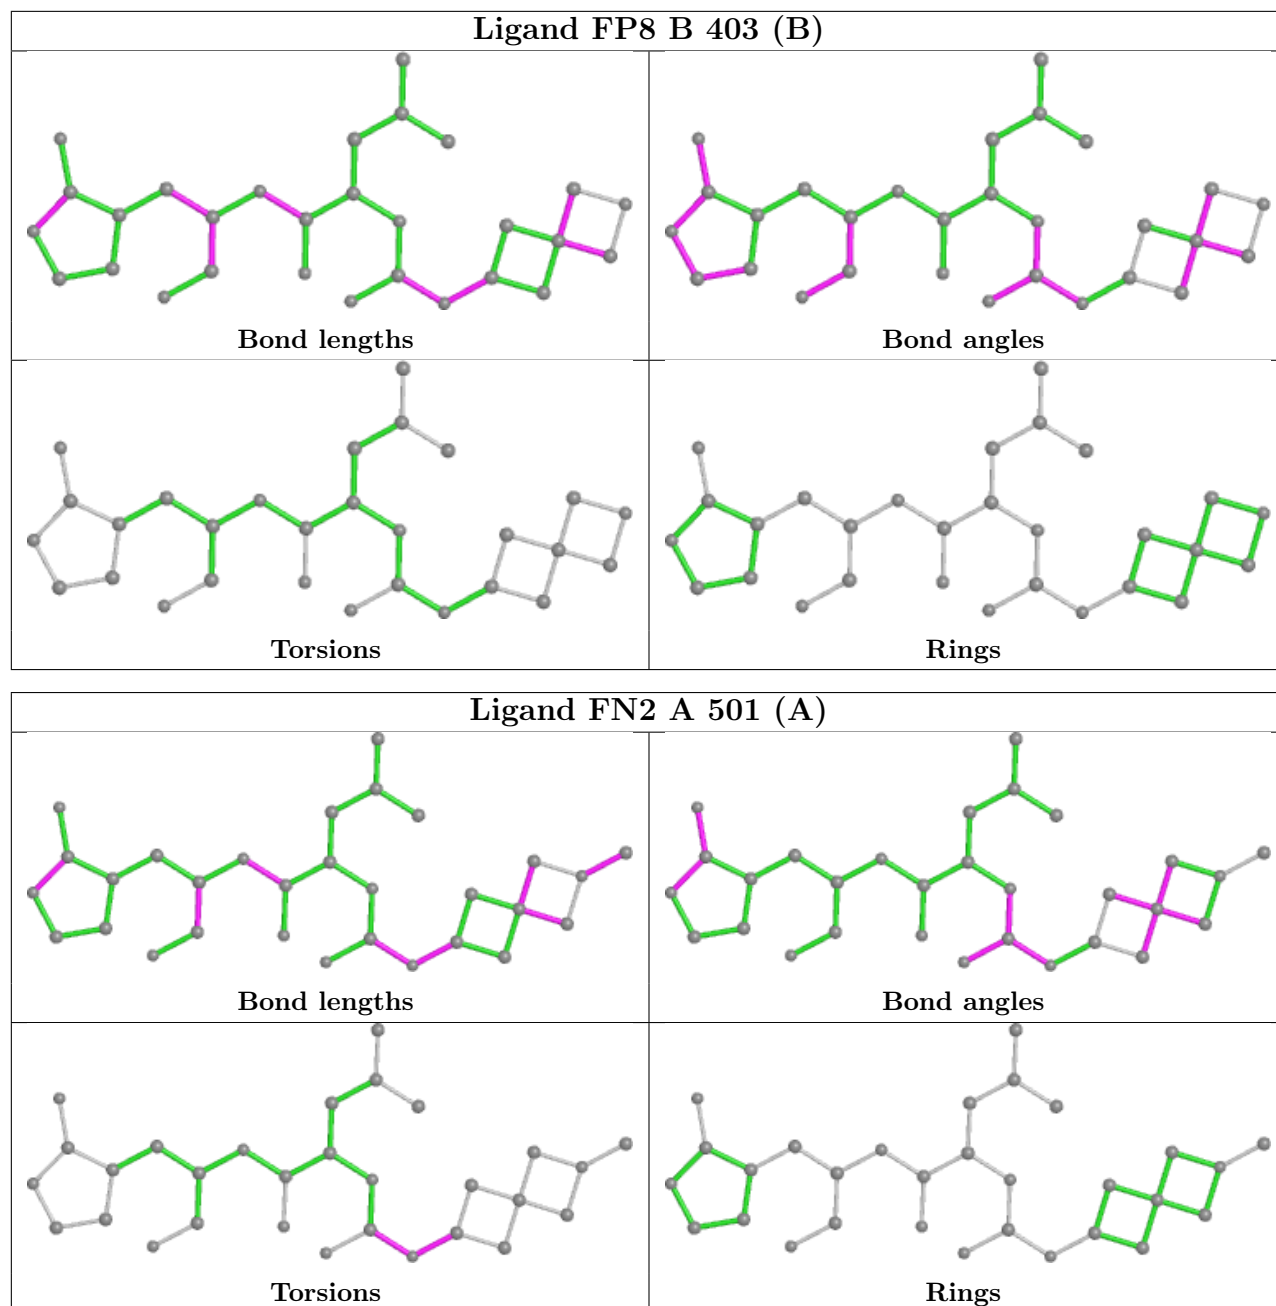 Ligand FP8 B 403 (B)
Bond lengths
Bond angles
Torsions
Rings
Ligand FN2 A 501 (A)
Bond lengths
Bond angles
Torsions
Rings